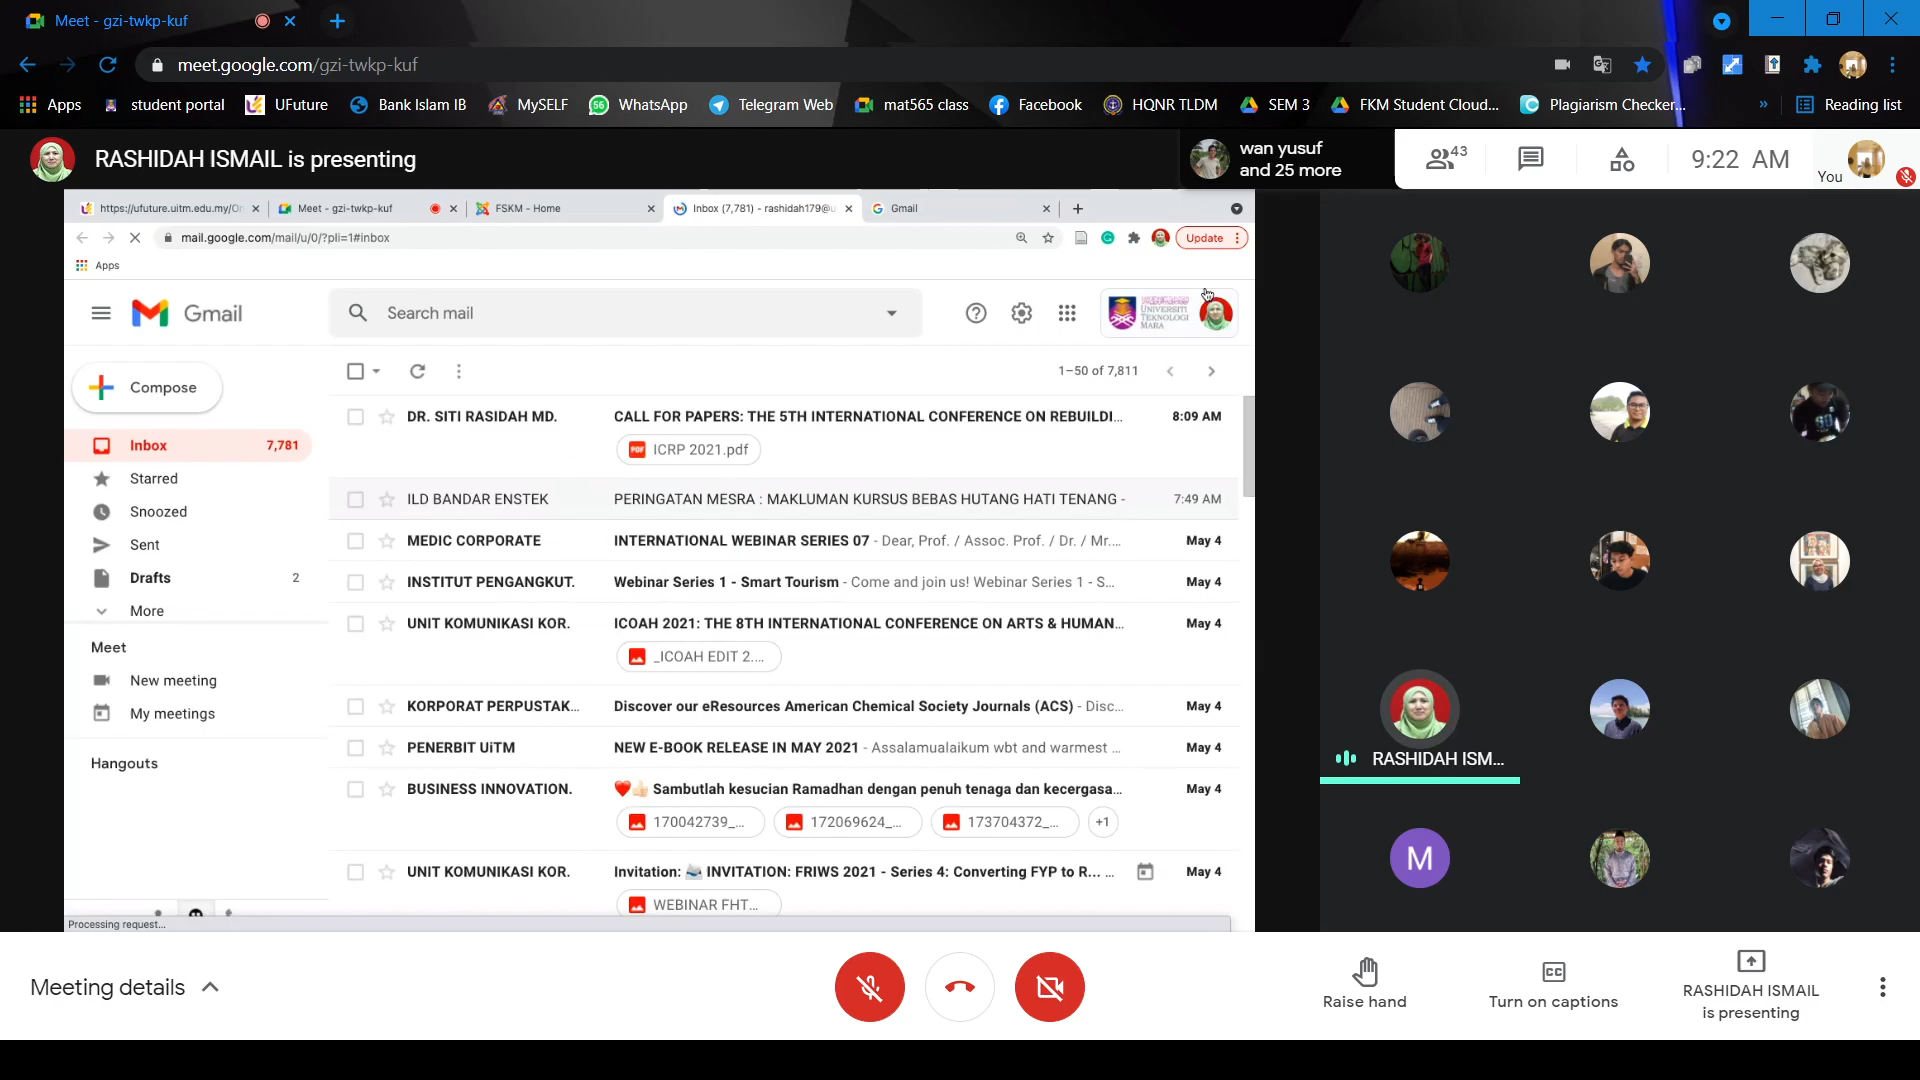 Meet - gzi-twkp-kuf
meet.google.com/gzi-twkp-kuf
Apps student portal UFuture Bank Islam IB MySELF 56 WhatsApp Telegram Web mat565 class Facebook HQNR TLDM SEM 3 FKM Student Cloud... Plagiarism Checker... » Reading list
RASHIDAH ISMAIL is presenting
wan yusuf
and 25 more
43
9:22 AM
You
https://ufuture.uitm.edu.my/Or Meet - gzi-twkp-kuf FSKM - Home Inbox (7,781) - rashidah179@u Gmail
mail.google.com/mail/u/0/?pli=1#inbox
Update
Apps
Gmail
Search mail
UNIVERSITI
TEKNOLOGI
MARA
Compose
1–50 of 7,811
Inbox 7,781
Starred
Snoozed
Sent
Drafts 2
More
Meet
New meeting
My meetings
Hangouts
DR. SITI RASIDAH MD. CALL FOR PAPERS: THE 5TH INTERNATIONAL CONFERENCE ON REBUILDI... 8:09 AM
PDF ICRP 2021.pdf
ILD BANDAR ENSTEK PERINGATAN MESRA : MAKLUMAN KURSUS BEBAS HUTANG HATI TENANG - 7:49 AM
MEDIC CORPORATE INTERNATIONAL WEBINAR SERIES 07 - Dear, Prof. / Assoc. Prof. / Dr. / Mr.... May 4
INSTITUT PENGANGKUT. Webinar Series 1 - Smart Tourism - Come and join us! Webinar Series 1 - S... May 4
UNIT KOMUNIKASI KOR. ICOAH 2021: THE 8TH INTERNATIONAL CONFERENCE ON ARTS & HUMAN... May 4
_ICOAH EDIT 2....
KORPORAT PERPUSTAK... Discover our eResources American Chemical Society Journals (ACS) - Disc... May 4
PENERBIT UiTM NEW E-BOOK RELEASE IN MAY 2021 - Assalamualaikum wbt and warmest ... May 4
BUSINESS INNOVATION. ❤️👍🏻 Sambutlah kesucian Ramadhan dengan penuh tenaga dan kecergasa... May 4
170042739_... 172069624_... 173704372_... +1
UNIT KOMUNIKASI KOR. Invitation: INVITATION: FRIWS 2021 - Series 4: Converting FYP to R... ... May 4
WEBINAR FHT...
Processing request...
RASHIDAH ISM...
M
Meeting details
Raise hand
CC
Turn on captions
RASHIDAH ISMAIL
is presenting